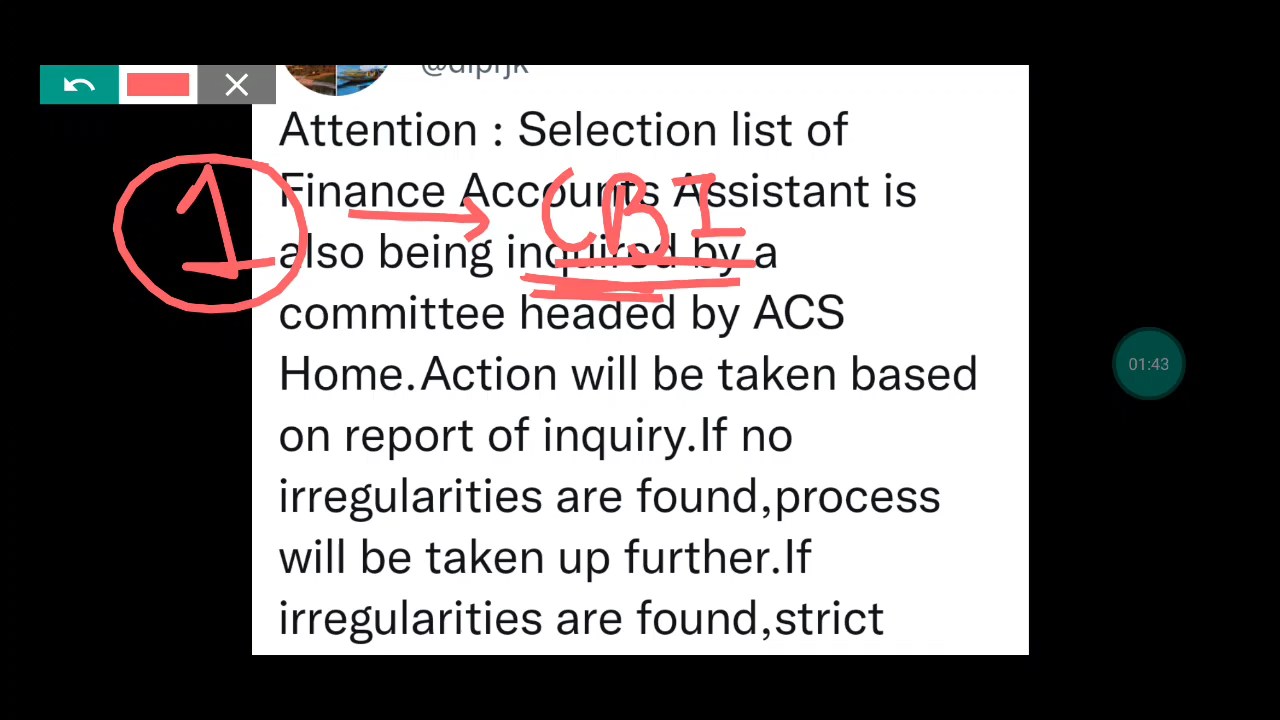 @diprjk
Attention : Selection list of
Finance Accounts Assistant is
also being inquired by a
committee headed by ACS
Home.Action will be taken based
on report of inquiry.If no
irregularities are found,process
will be taken up further.If
irregularities are found,strict
1
CBI
01:43